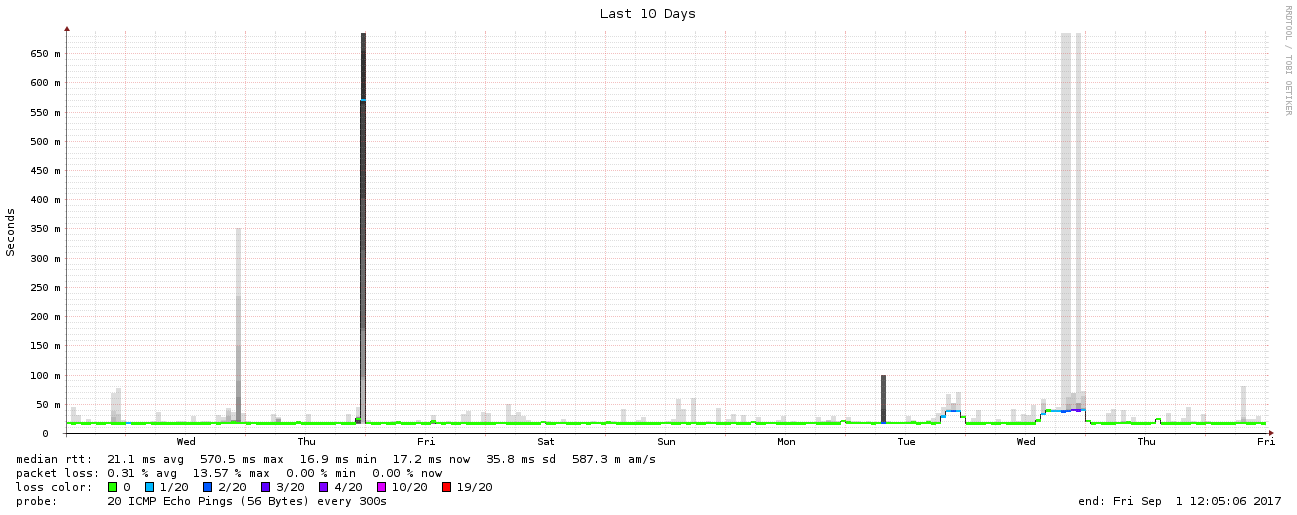 Last 10 Days
RRDTOOL / TOBI OETIKER
Seconds
650 m
600 m
550 m
500 m
450 m
400 m
350 m
300 m
250 m
200 m
150 m
100 m
50 m
0
Wed Thu Fri Sat Sun Mon Tue Wed Thu Fri
median rtt: 21.1 ms avg 570.5 ms max 16.9 ms min 17.2 ms now 35.8 ms sd 587.3 m am/s
packet loss: 0.31 % avg 13.57 % max 0.00 % min 0.00 % now
loss color: 0 1/20 2/20 3/20 4/20 10/20 19/20
probe: 20 ICMP Echo Pings (56 Bytes) every 300s end: Fri Sep 1 12:05:06 2017